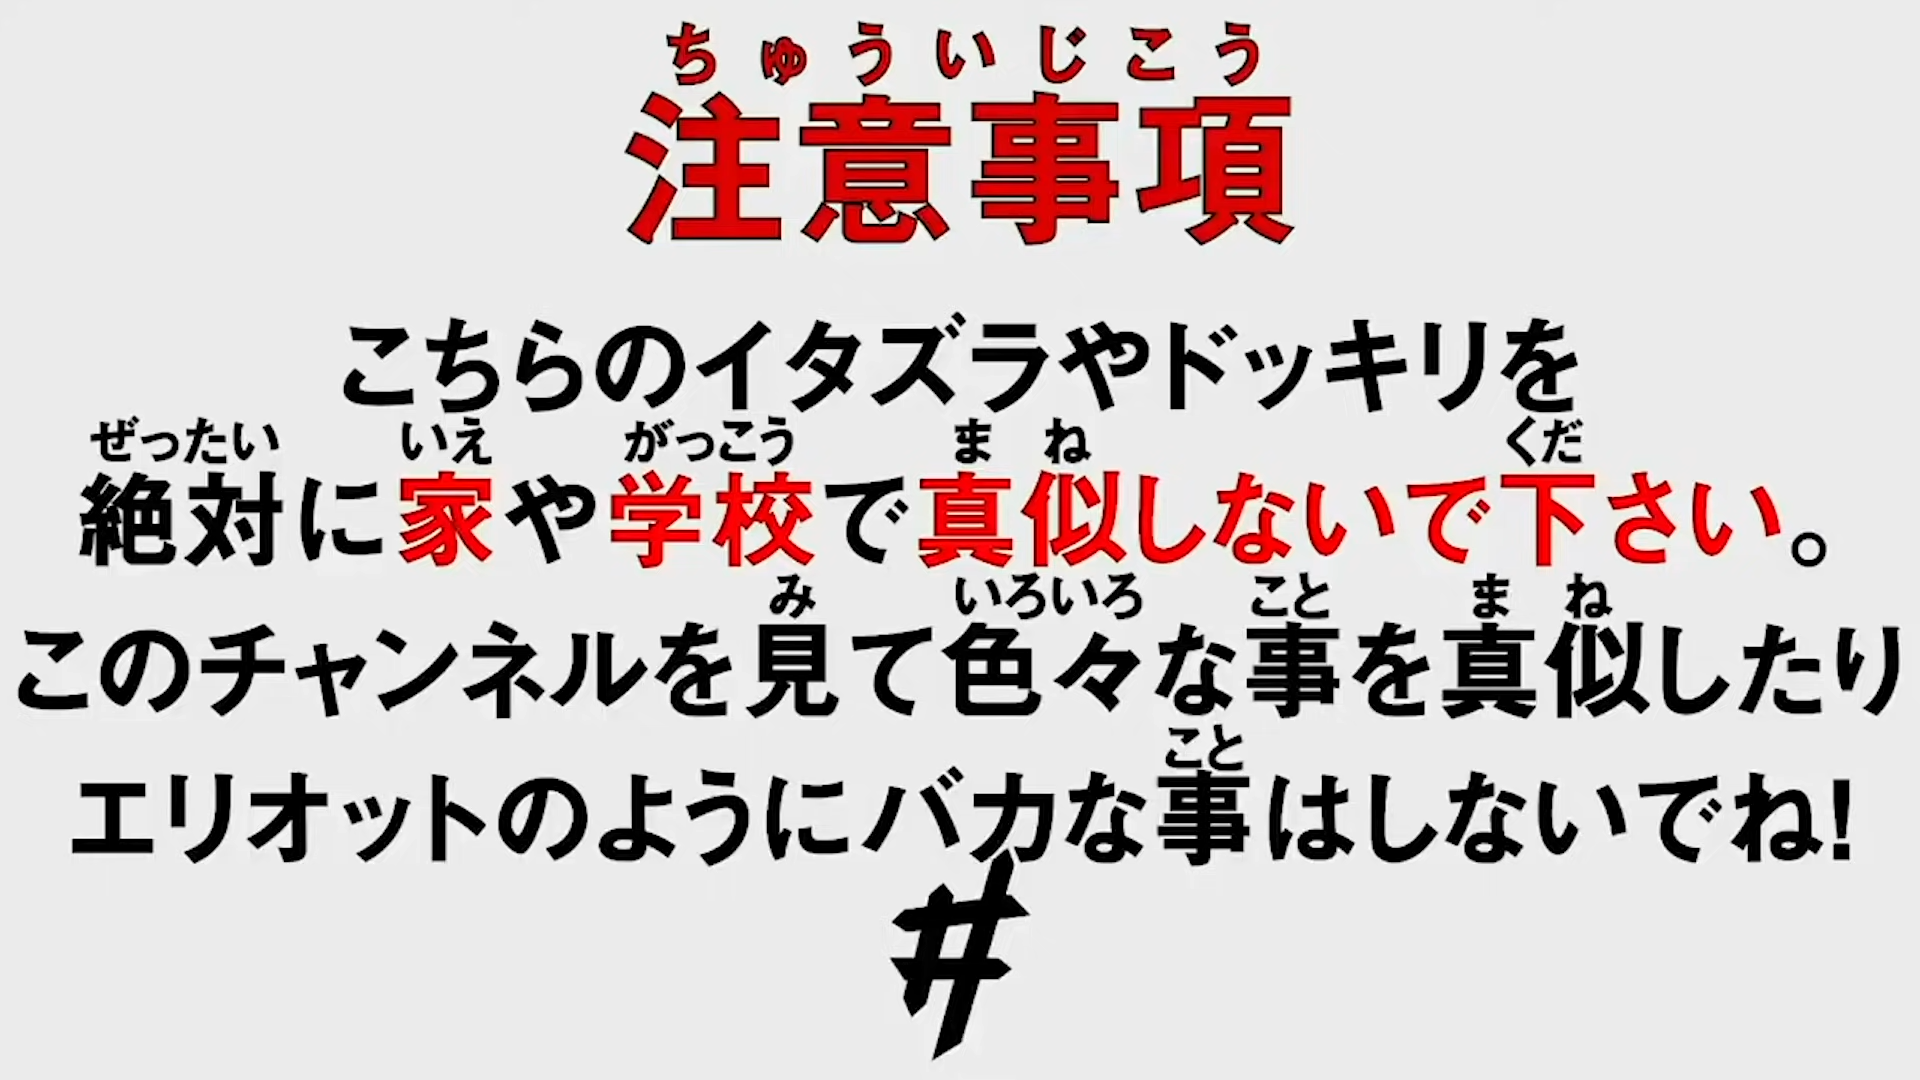 ちゅういじこう
注意事項
こちらのイタズラやドッキリを
ぜったい いえ がっこう まね くだ
絶対に家や学校で真似しないで下さい。
み いろいろ こと まね
このチャンネルを見て色々な事を真似したり
こと
エリオットのようにバカな事はしないでね!
#